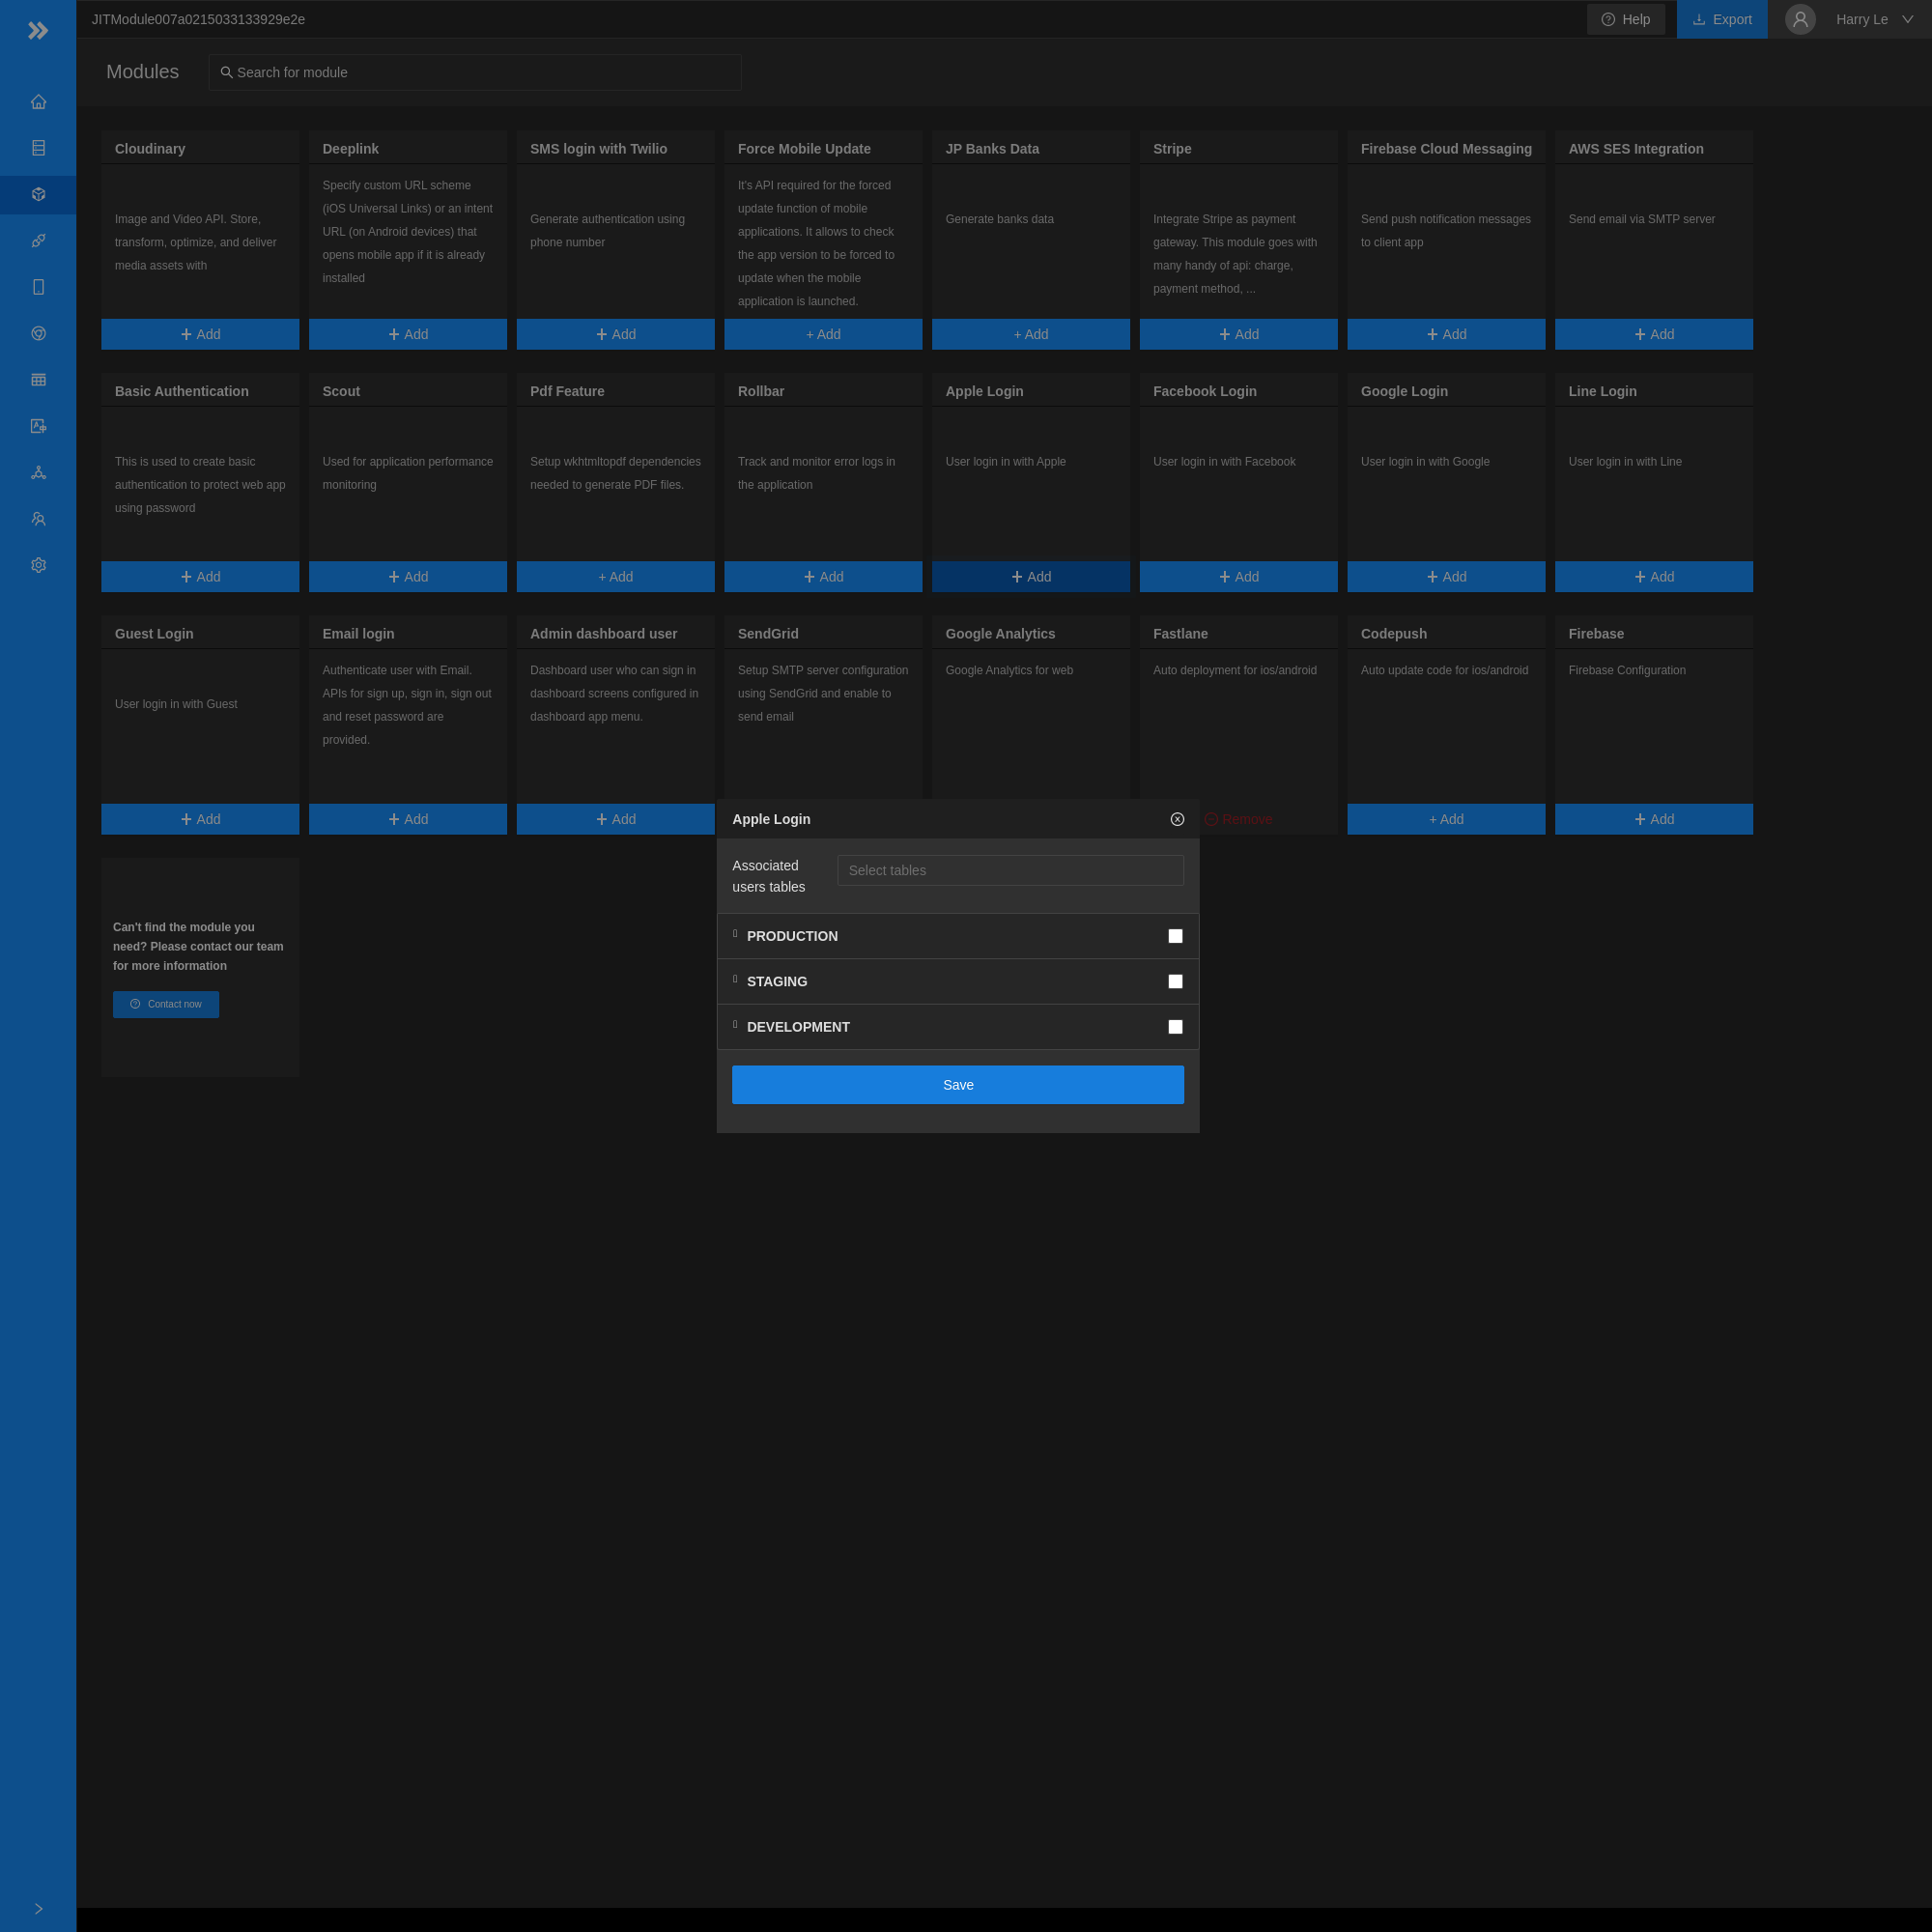 JITModule007a0215033133929e2e
Help
Export
Harry Le
Modules
Search for module
Cloudinary
Image and Video API. Store,
transform, optimize, and deliver
media assets with
Add
Deeplink
Specify custom URL scheme
(iOS Universal Links) or an intent
URL (on Android devices) that
opens mobile app if it is already
installed
Add
SMS login with Twilio
Generate authentication using
phone number
Add
Force Mobile Update
It's API required for the forced
update function of mobile
applications. It allows to check
the app version to be forced to
update when the mobile
application is launched.
+ Add
JP Banks Data
Generate banks data
+ Add
Stripe
Integrate Stripe as payment
gateway. This module goes with
many handy of api: charge,
payment method, ...
Add
Firebase Cloud Messaging
Send push notification messages
to client app
Add
AWS SES Integration
Send email via SMTP server
Add
Basic Authentication
This is used to create basic
authentication to protect web app
using password
Add
Scout
Used for application performance
monitoring
Add
Pdf Feature
Setup wkhtmltopdf dependencies
needed to generate PDF files.
+ Add
Rollbar
Track and monitor error logs in
the application
Add
Apple Login
User login in with Apple
Add
Facebook Login
User login in with Facebook
Add
Google Login
User login in with Google
Add
Line Login
User login in with Line
Add
Guest Login
User login in with Guest
Add
Email login
Authenticate user with Email.
APIs for sign up, sign in, sign out
and reset password are
provided.
Add
Admin dashboard user
Dashboard user who can sign in
dashboard screens configured in
dashboard app menu.
Add
SendGrid
Setup SMTP server configuration
using SendGrid and enable to
send email
Google Analytics
Google Analytics for web
Fastlane
Auto deployment for ios/android
Remove
Codepush
Auto update code for ios/android
+ Add
Firebase
Firebase Configuration
Add
Can't find the module you
need? Please contact our team
for more information
Contact now
Apple Login
Associated
users tables
Select tables
PRODUCTION
STAGING
DEVELOPMENT
Save